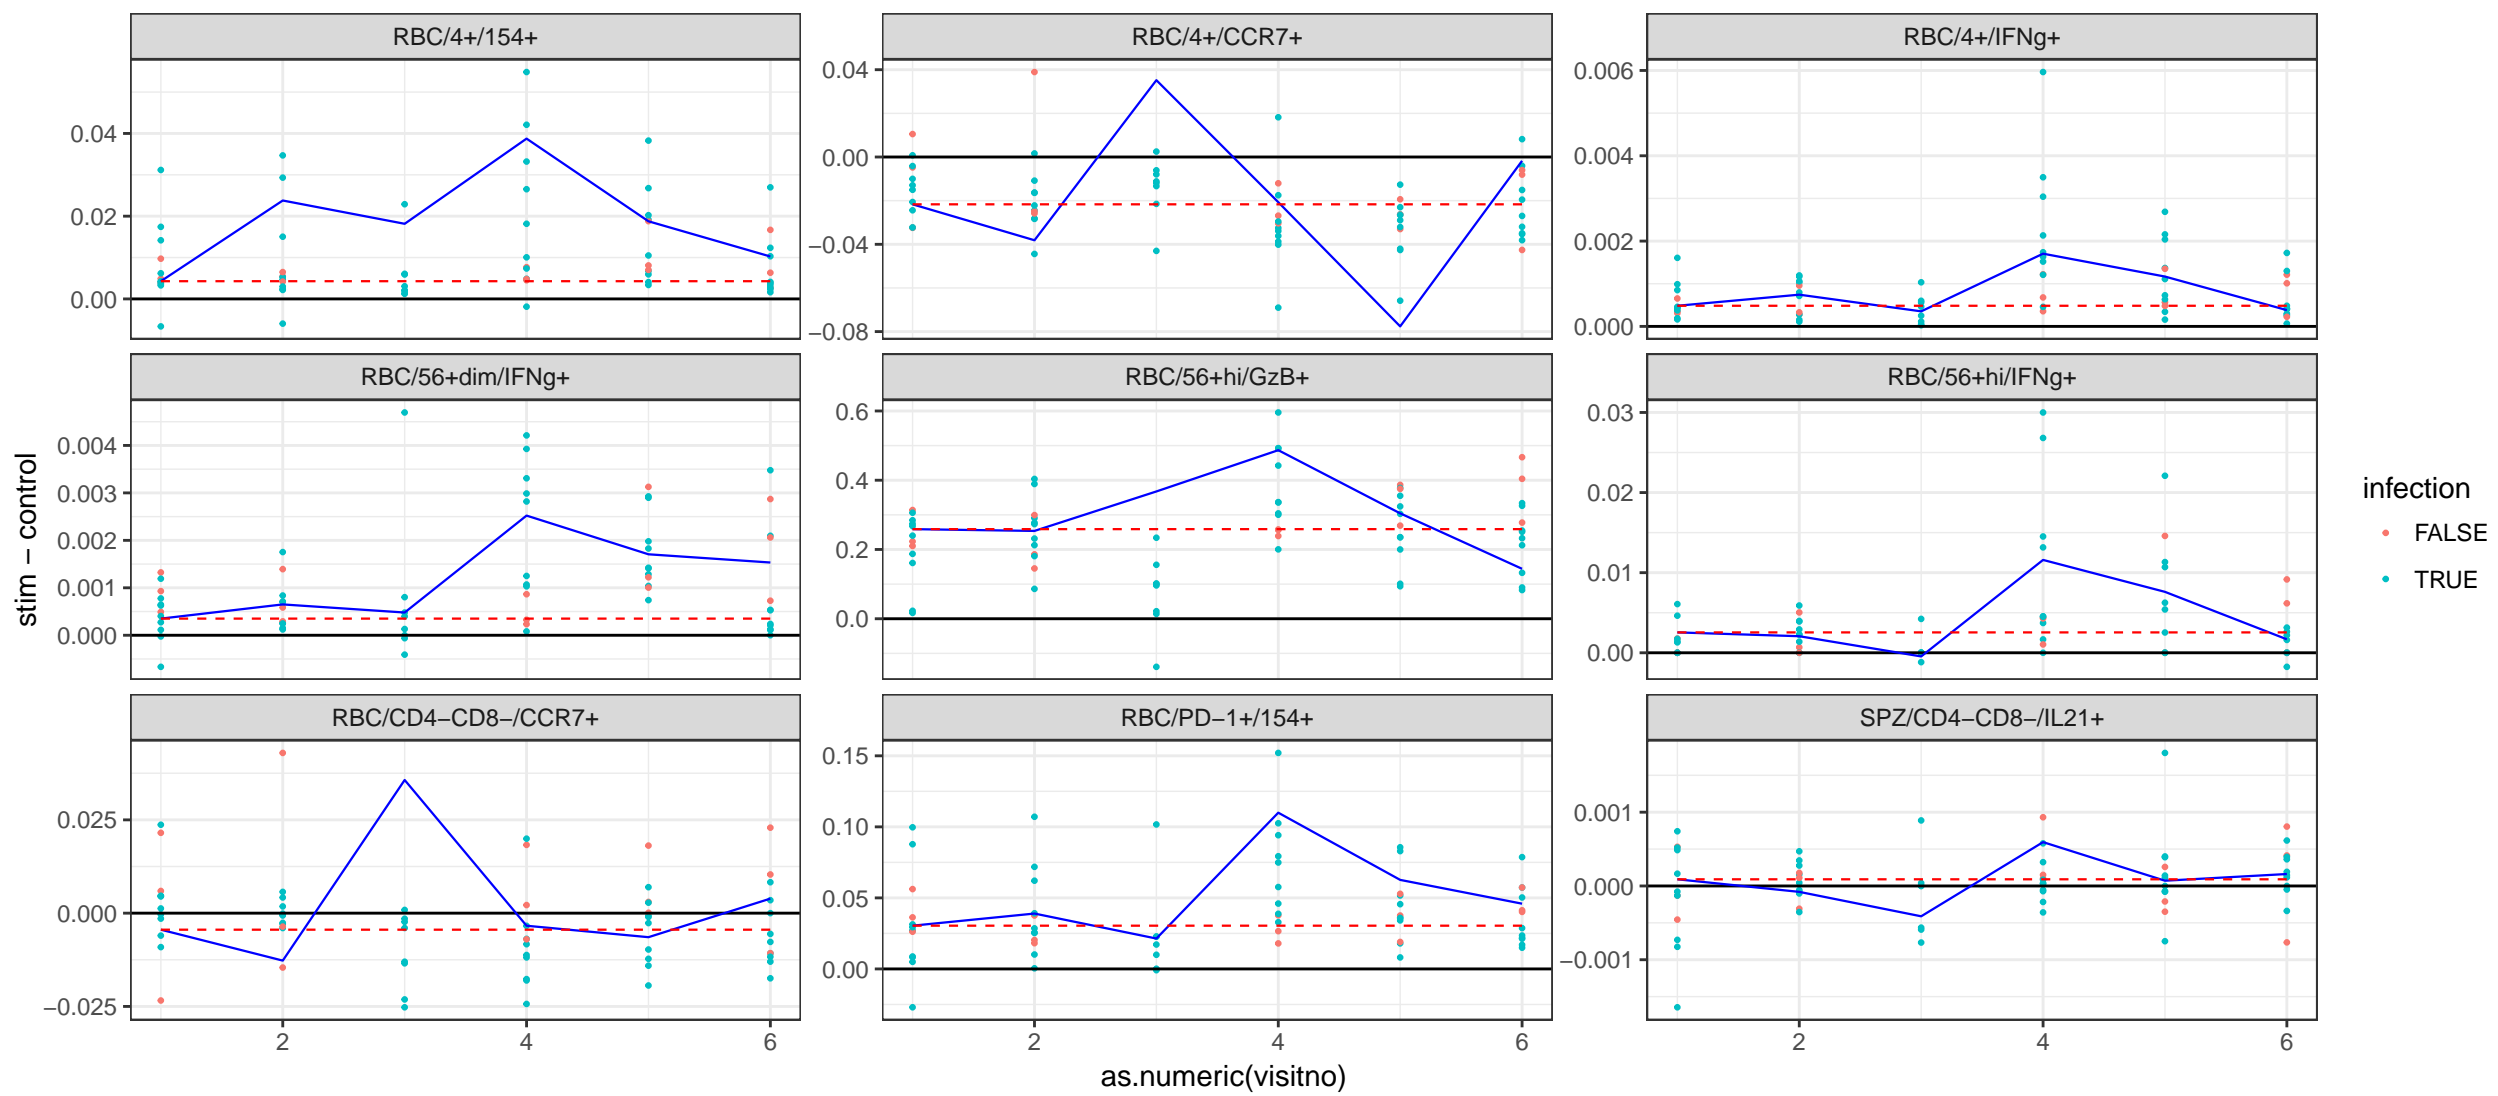 RBC/4+/154+
RBC/4+/CCR7+
RBC/4+/IFNg+
0.04
0.02
0.00
0.04
0.00
−0.04
−0.08
0.006
0.004
0.002
0.000
RBC/56+dim/IFNg+
RBC/56+hi/GzB+
RBC/56+hi/IFNg+
0.004
0.003
0.002
0.001
0.000
0.6
0.4
0.2
0.0
0.03
0.02
0.01
0.00
RBC/CD4−CD8−/CCR7+
RBC/PD−1+/154+
SPZ/CD4−CD8−/IL21+
0.025
0.000
−0.025
0.15
0.10
0.05
0.00
0.001
0.000
−0.001
2 4 6
2 4 6
2 4 6
as.numeric(visitno)
stim − control
infection
FALSE
TRUE